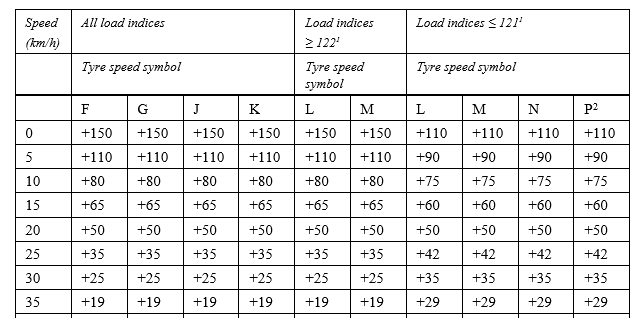 Speed (km/h) All load indices Load indices ≥ 122¹ Load indices ≤ 121¹
Tyre speed symbol Tyre speed symbol Tyre speed symbol
F G J K L M L M N P²
0 +150 +150 +150 +150 +150 +150 +110 +110 +110 +110
5 +110 +110 +110 +110 +110 +110 +90 +90 +90 +90
10 +80 +80 +80 +80 +80 +80 +75 +75 +75 +75
15 +65 +65 +65 +65 +65 +65 +60 +60 +60 +60
20 +50 +50 +50 +50 +50 +50 +50 +50 +50 +50
25 +35 +35 +35 +35 +35 +35 +42 +42 +42 +42
30 +25 +25 +25 +25 +25 +25 +35 +35 +35 +35
35 +19 +19 +19 +19 +19 +19 +29 +29 +29 +29